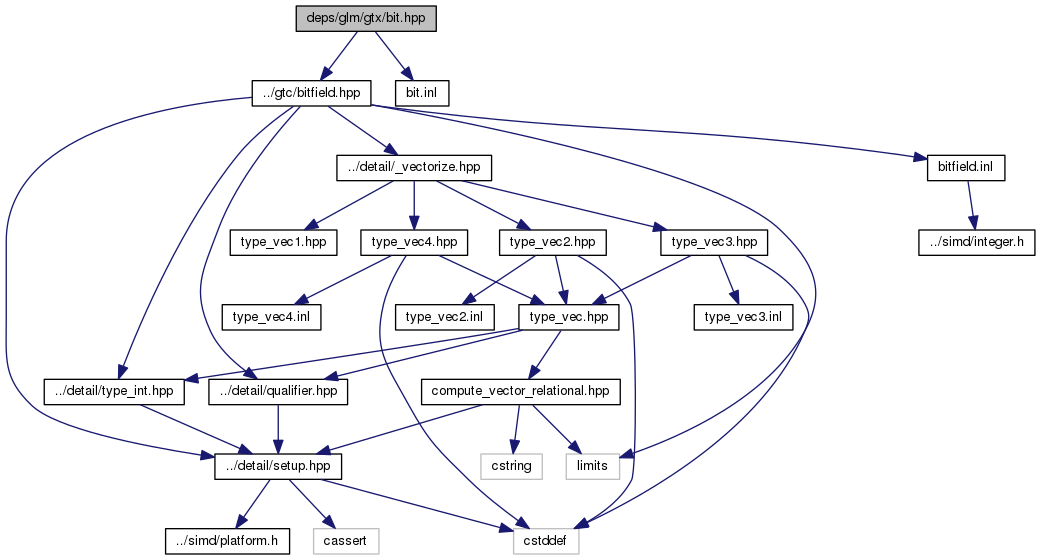 deps/glm/gtx/bit.hpp
../gtc/bitfield.hpp
bit.inl
../detail/_vectorize.hpp
bitfield.inl
type_vec1.hpp
type_vec4.hpp
type_vec2.hpp
type_vec3.hpp
../simd/integer.h
type_vec4.inl
type_vec2.inl
type_vec.hpp
type_vec3.inl
../detail/type_int.hpp
../detail/qualifier.hpp
compute_vector_relational.hpp
../detail/setup.hpp
cstring
limits
../simd/platform.h
cassert
cstddef